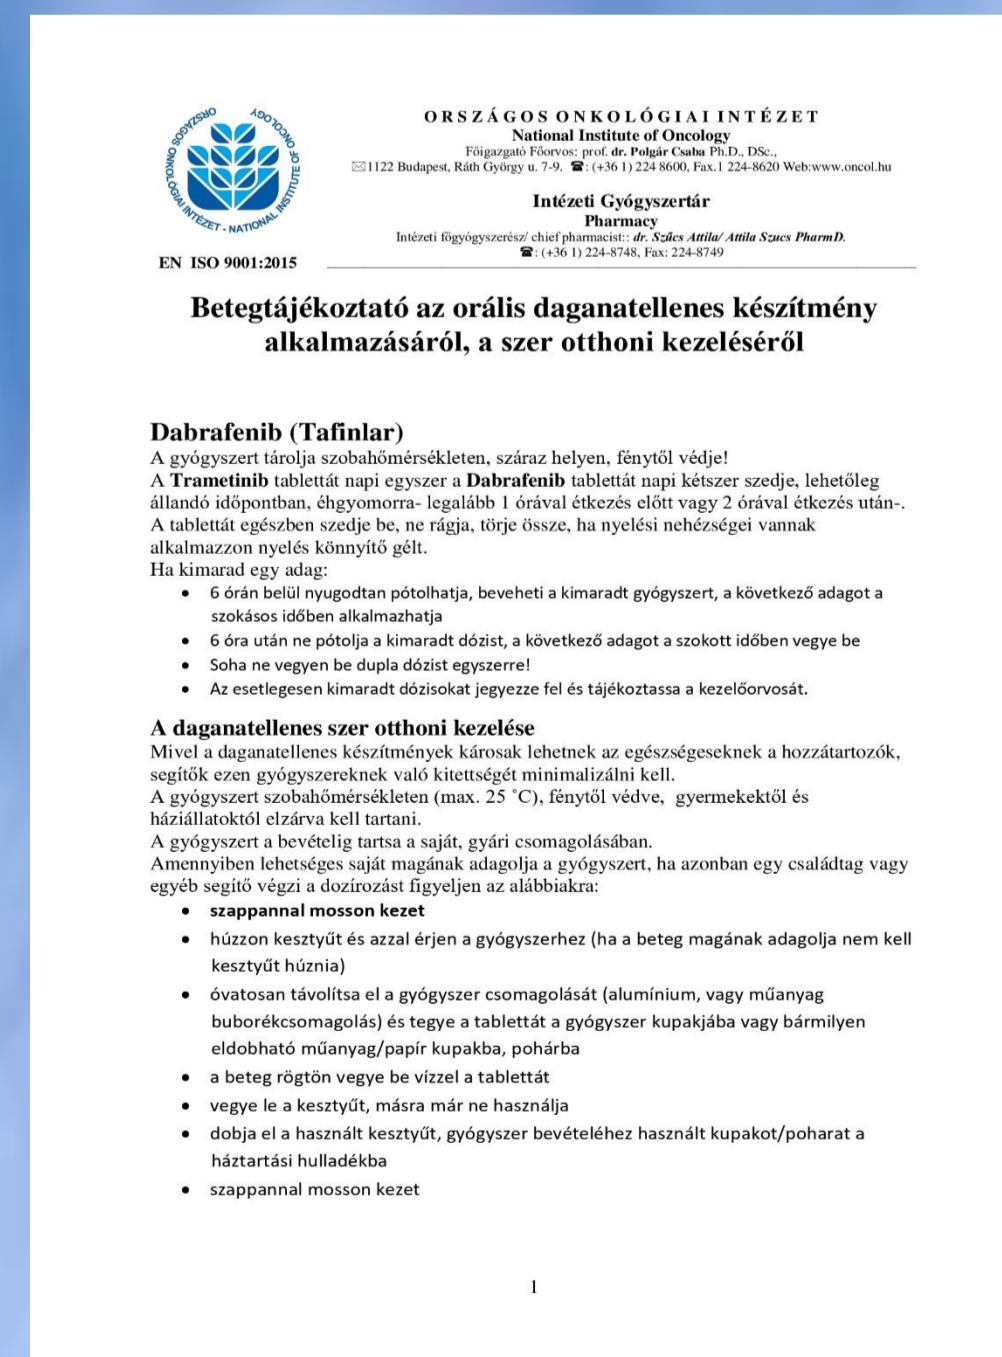 ORSZÁGOS ONKOLÓGIAI INTÉZET - NATIONAL INSTITUTE OF ONCOLOGY
EN ISO 9001:2015
ORSZÁGOS ONKOLÓGIAI INTÉZET
National Institute of Oncology
Főigazgató Főorvos: prof. dr. Polgár Csaba Ph.D., DSc.,
✉1122 Budapest, Ráth György u. 7-9. ☎: (+36 1) 224 8600, Fax.1 224-8620 Web:www.oncol.hu
Intézeti Gyógyszertár
Pharmacy
Intézeti főgyógyszerész/ chief pharmacist:: dr. Szűcs Attila/ Attila Szucs PharmD.
☎: (+36 1) 224-8748, Fax: 224-8749
Betegtájékoztató az orális daganatellenes készítmény
alkalmazásáról, a szer otthoni kezeléséről
Dabrafenib (Tafinlar)
A gyógyszert tárolja szobahőmérsékleten, száraz helyen, fénytől védje!
A Trametinib tablettát napi egyszer a Dabrafenib tablettát napi kétszer szedje, lehetőleg
állandó időpontban, éhgyomorra- legalább 1 órával étkezés előtt vagy 2 órával étkezés után-.
A tablettát egészben szedje be, ne rágja, törje össze, ha nyelési nehézségei vannak
alkalmazzon nyelés könnyítő gélt.
Ha kimarad egy adag:
• 6 órán belül nyugodtan pótolhatja, beveheti a kimaradt gyógyszert, a következő adagot a
szokásos időben alkalmazhatja
• 6 óra után ne pótolja a kimaradt dózist, a következő adagot a szokott időben vegye be
• Soha ne vegyen be dupla dózist egyszerre!
• Az esetlegesen kimaradt dózisokat jegyezze fel és tájékoztassa a kezelőorvosát.
A daganatellenes szer otthoni kezelése
Mivel a daganatellenes készítmények károsak lehetnek az egészségeseknek a hozzátartozók,
segítők ezen gyógyszereknek való kitettségét minimalizálni kell.
A gyógyszert szobahőmérsékleten (max. 25 ˚C), fénytől védve, gyermekektől és
háziállatoktól elzárva kell tartani.
A gyógyszert a bevételig tartsa a saját, gyári csomagolásában.
Amennyiben lehetséges saját magának adagolja a gyógyszert, ha azonban egy családtag vagy
egyéb segítő végzi a dozírozást figyeljen az alábbiakra:
• szappannal mosson kezet
• húzzon kesztyűt és azzal érjen a gyógyszerhez (ha a beteg magának adagolja nem kell
kesztyűt húznia)
• óvatosan távolítsa el a gyógyszer csomagolását (alumínium, vagy műanyag
buborékcsomagolás) és tegye a tablettát a gyógyszer kupakjába vagy bármilyen
eldobható műanyag/papír kupakba, pohárba
• a beteg rögtön vegye be vízzel a tablettát
• vegye le a kesztyűt, másra már ne használja
• dobja el a használt kesztyűt, gyógyszer bevételéhez használt kupakot/poharat a
háztartási hulladékba
• szappannal mosson kezet
1